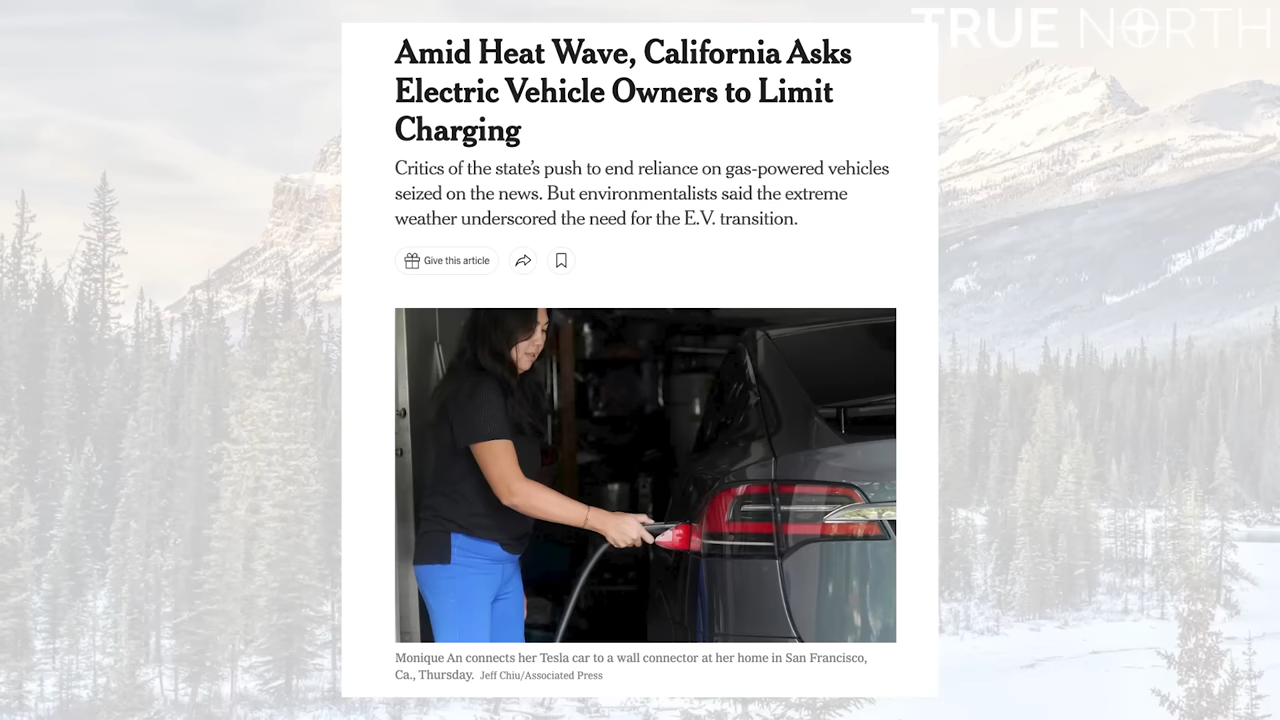 TRUE NORTH
Amid Heat Wave, California Asks
Electric Vehicle Owners to Limit
Charging
Critics of the state’s push to end reliance on gas-powered vehicles
seized on the news. But environmentalists said the extreme
weather underscored the need for the E.V. transition.
Give this article
Monique An connects her Tesla car to a wall connector at her home in San Francisco,
Ca., Thursday. Jeff Chiu/Associated Press